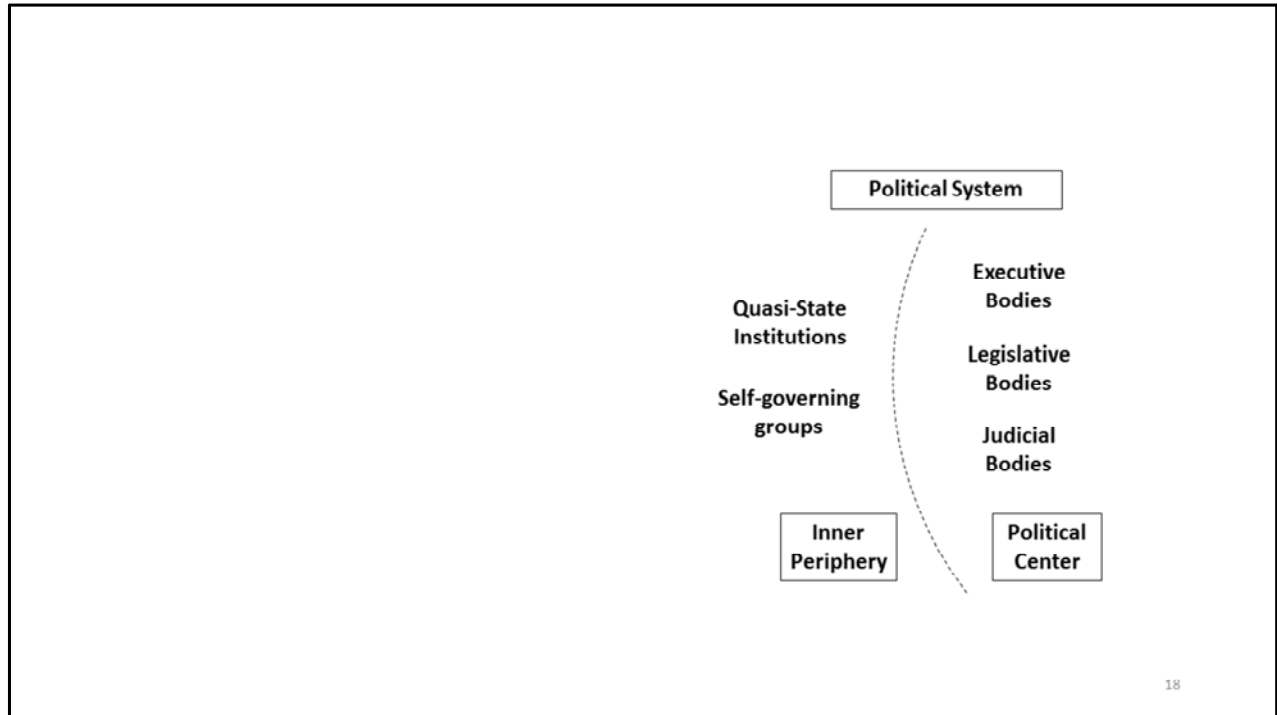 Political System
Executive
Bodies
Quasi-State
Institutions
Legislative
Bodies
Self-governing
groups
Judicial
Bodies
Inner
Periphery
Political
Center
18